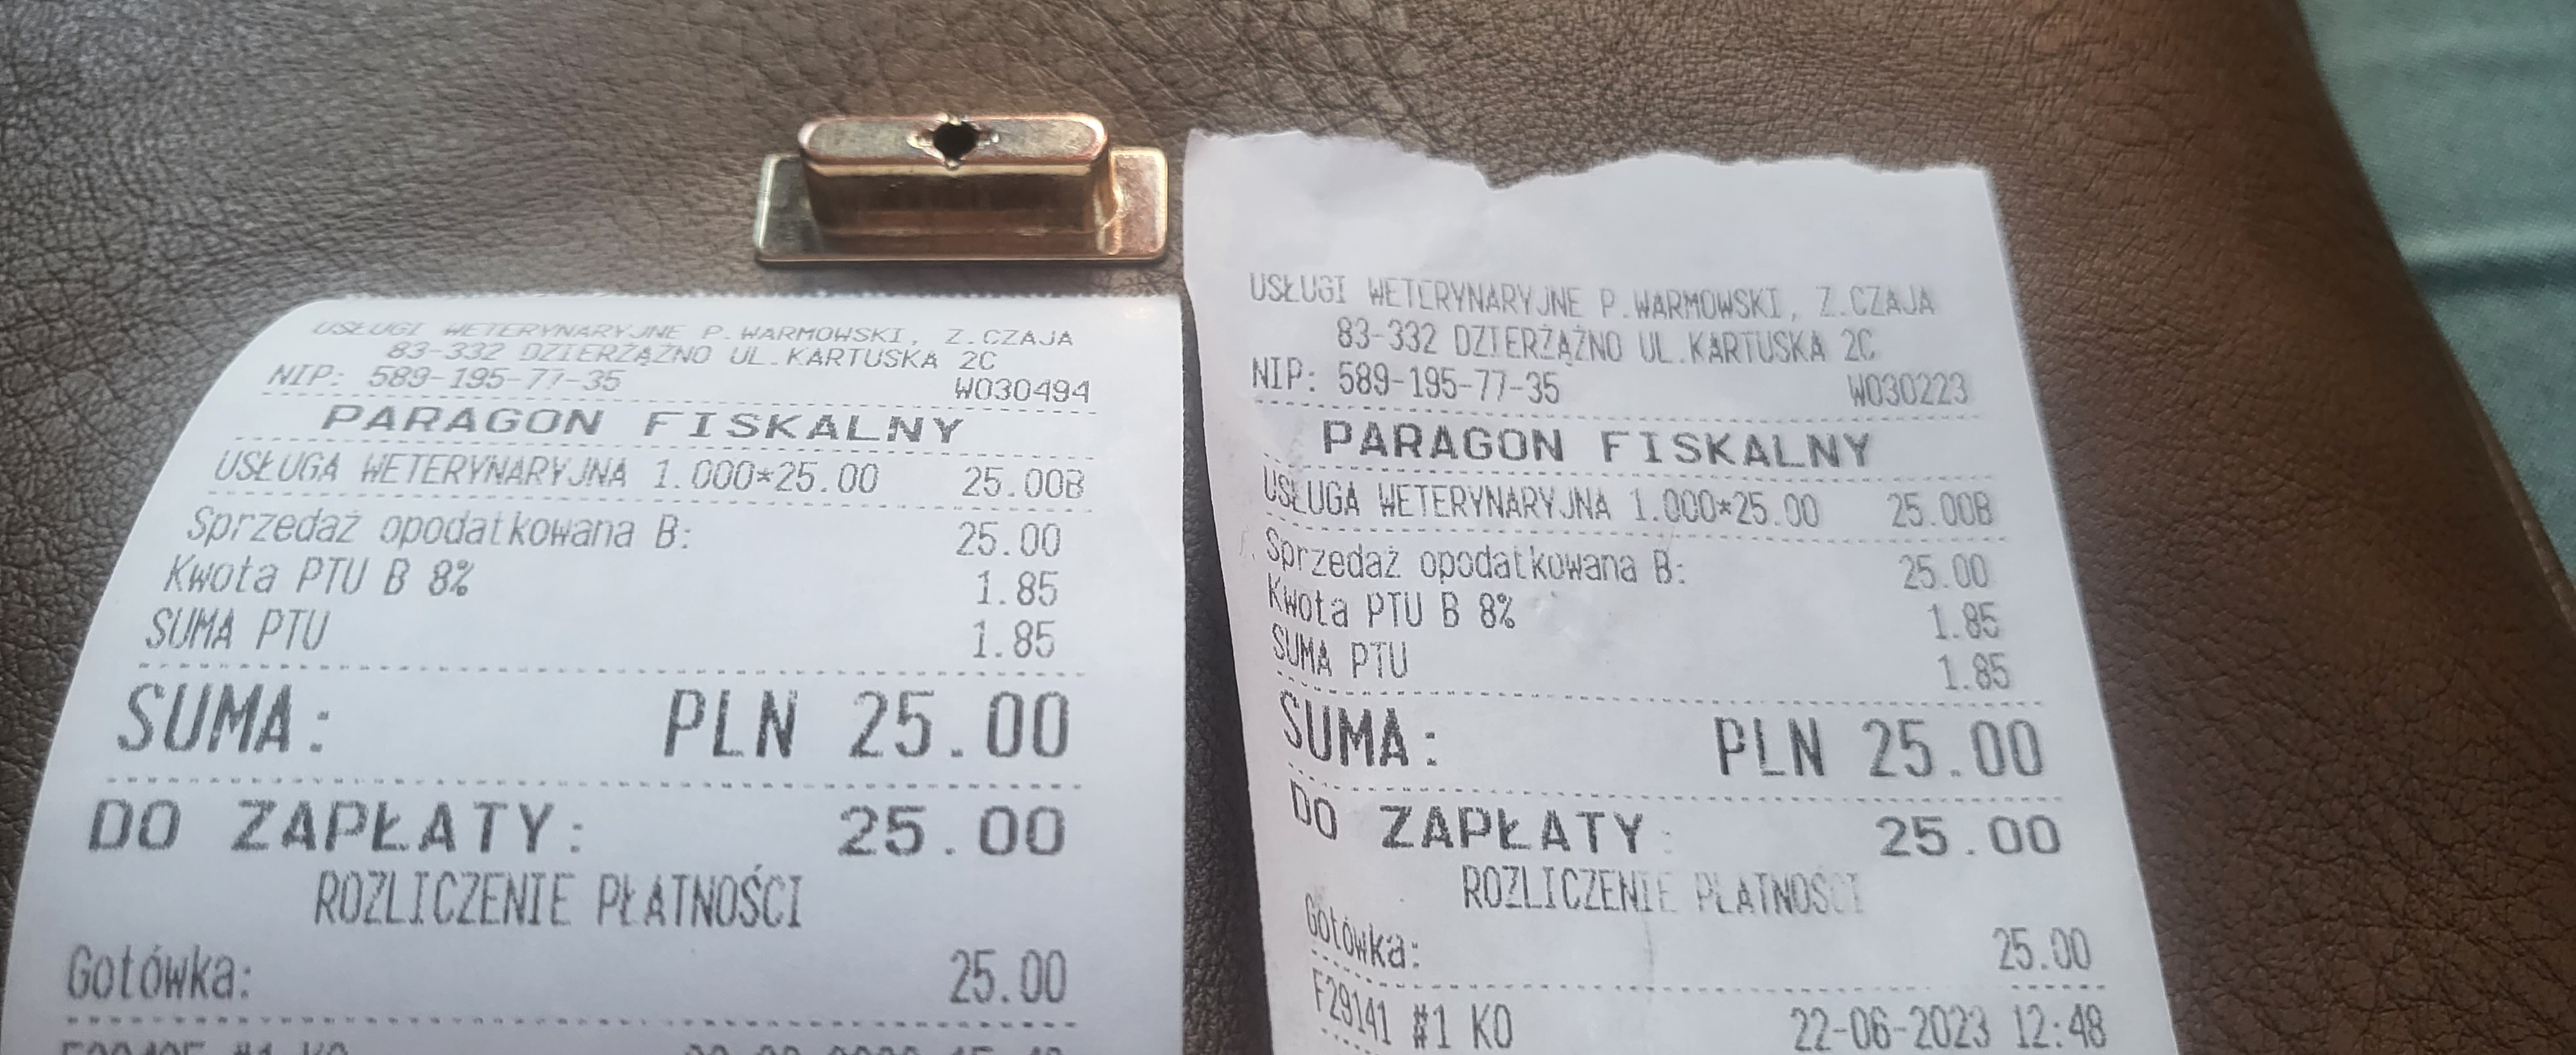 USŁUGI WETERYNARYJNE P.WARMOWSKI, Z.CZAJA
83-332 DZIERŻĄŻNO UL.KARTUSKA 2C
NIP: 589-195-77-35 W030494
PARAGON FISKALNY
USŁUGA WETERYNARYJNA 1.000*25.00 25.00B
Sprzedaż opodatkowana B: 25.00
Kwota PTU B 8% 1.85
SUMA PTU 1.85
SUMA: PLN 25.00
DO ZAPŁATY: 25.00
ROZLICZENIE PŁATNOŚCI
Gotówka: 25.00
#1 KO
USŁUGI WETERYNARYJNE P.WARMOWSKI, Z.CZAJA
83-332 DZIERŻĄŻNO UL.KARTUSKA 2C
NIP: 589-195-77-35 W030223
PARAGON FISKALNY
USŁUGA WETERYNARYJNA 1.000*25.00 25.00B
Sprzedaż opodatkowana B: 25.00
Kwota PTU B 8% 1.85
SUMA PTU 1.85
SUMA: PLN 25.00
DO ZAPŁATY: 25.00
ROZLICZENIE PŁATNOŚCI
Gotówka: 25.00
F29141 #1 KO 22-06-2023 12:48